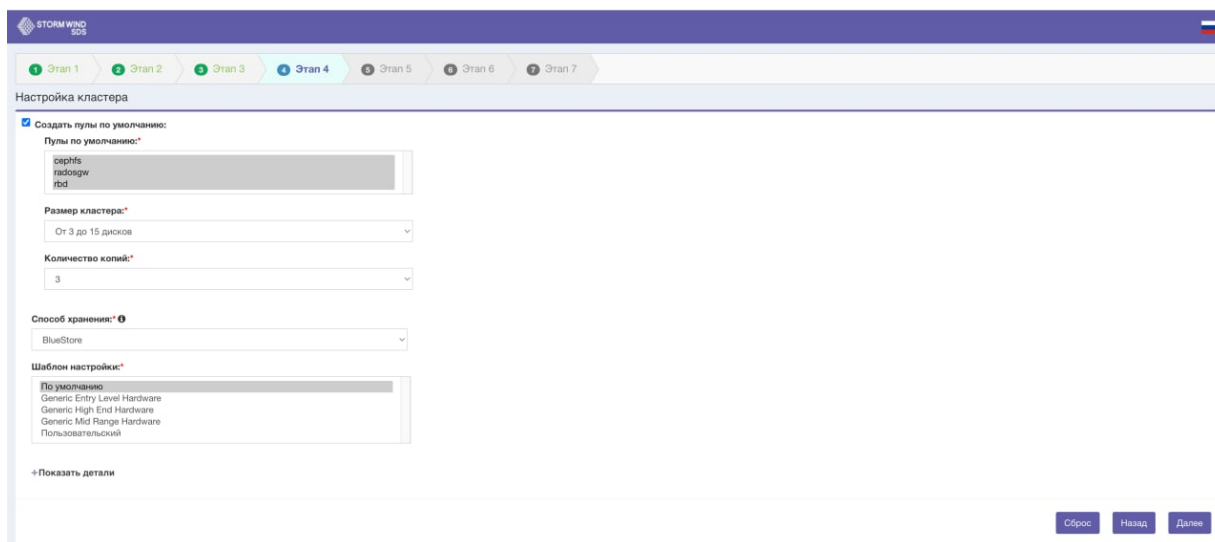 STORM WIND
SDS
1 Этап 1 2 Этап 2 3 Этап 3 4 Этап 4 5 Этап 5 6 Этап 6 7 Этап 7
Настройка кластера
Создать пулы по умолчанию:
Пулы по умолчанию:*
cephfs
radosgw
rbd
Размер кластера:*
От 3 до 15 дисков
Количество копий:*
3
Способ хранения:*
BlueStore
Шаблон настройки:*
По умолчанию
Generic Entry Level Hardware
Generic High End Hardware
Generic Mid Range Hardware
Пользовательский
+Показать детали
Сброс Назад Далее